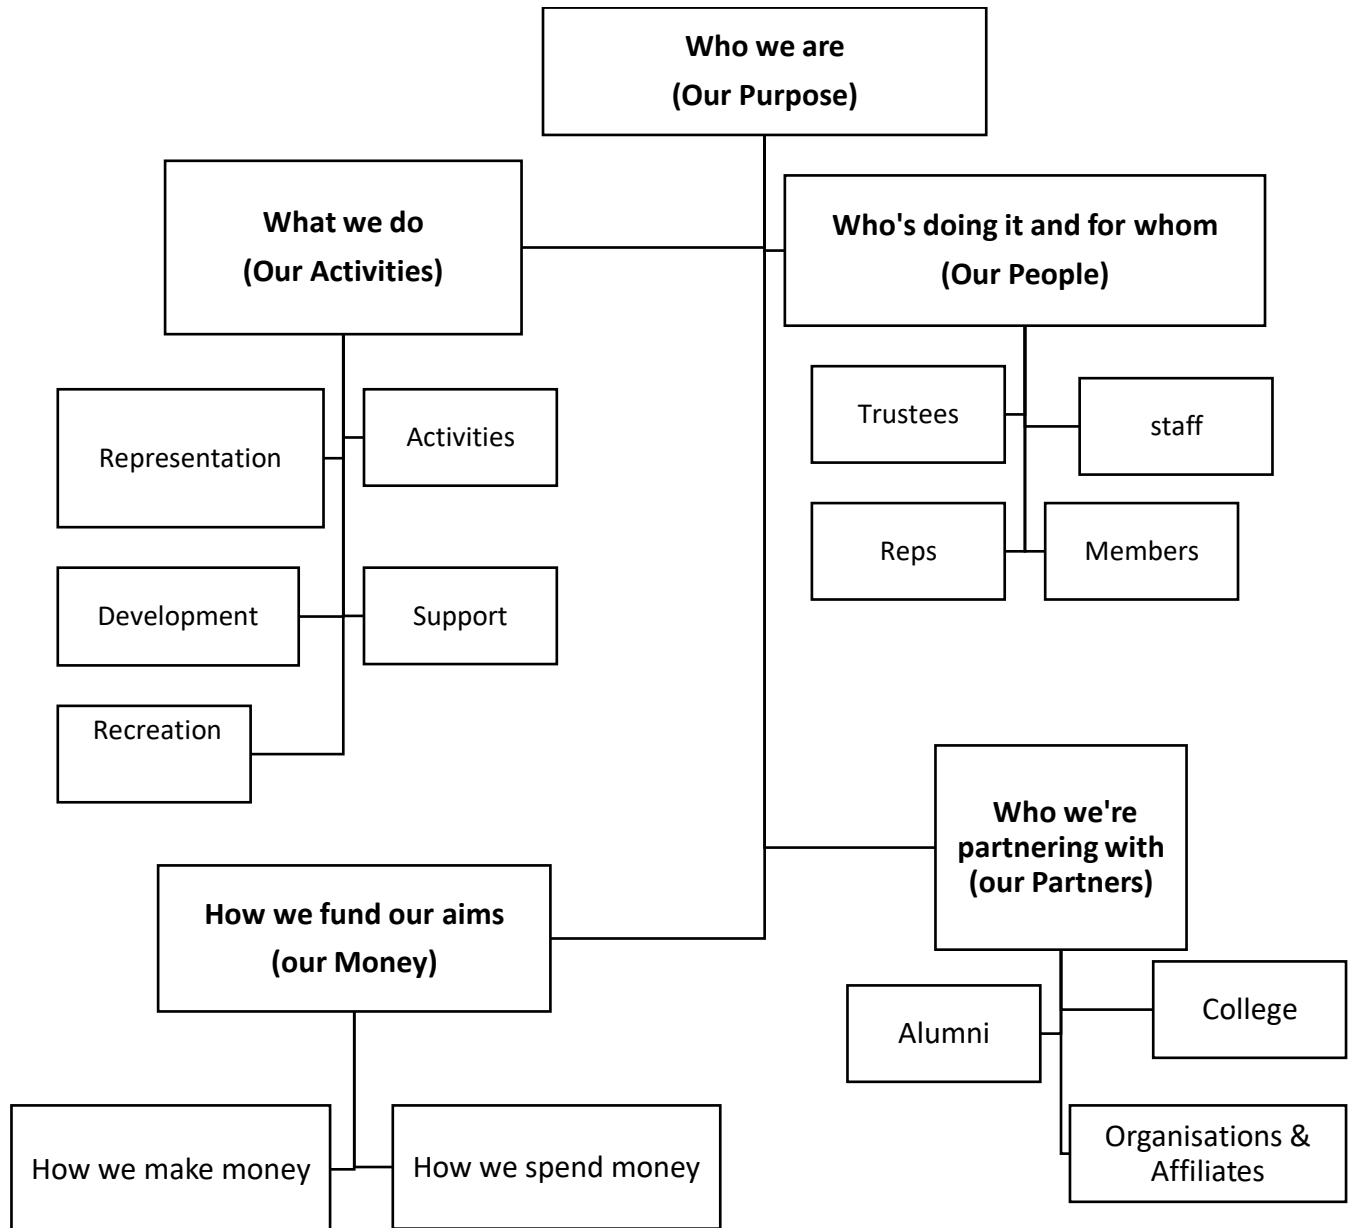 Who we are
(Our Purpose)
What we do
(Our Activities)
Who's doing it and for whom
(Our People)
Representation
Activities
Development
Support
Recreation
Trustees
staff
Reps
Members
How we fund our aims
(our Money)
How we make money
How we spend money
Who we're
partnering with
(our Partners)
Alumni
College
Organisations &
Affiliates